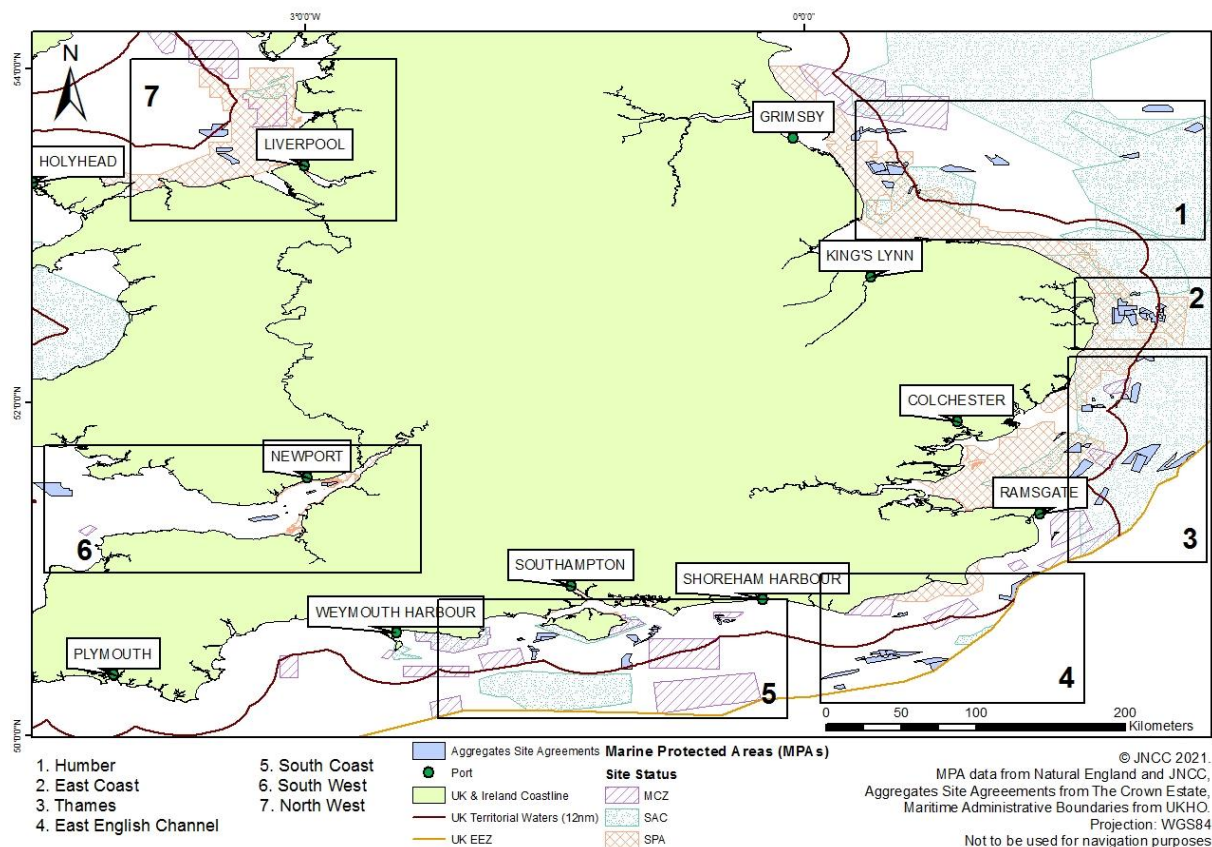 3°0'0"W
0°0'0"
54°0'0"N
N
7
GRIMSBY
LIVERPOOL
HOLYHEAD
1
KING'S LYNN
2
52°0'0"N
COLCHESTER
NEWPORT
RAMSGATE
6
3
SOUTHAMPTON
SHOREHAM HARBOUR
WEYMOUTH HARBOUR
PLYMOUTH
4
5
0 50 100 200
Kilometers
50°0'0"N
1. Humber
2. East Coast
3. Thames
4. East English Channel
5. South Coast
6. South West
7. North West
Aggregates Site Agreements
Port
UK & Ireland Coastline
UK Territorial Waters (12nm)
UK EEZ
Marine Protected Areas (MPAs)
Site Status
MCZ
SAC
SPA
© JNCC 2021.
MPA data from Natural England and JNCC,
Aggregates Site Agreeements from The Crown Estate,
Maritime Administrative Boundaries from UKHO.
Projection: WGS84
Not to be used for navigation purposes